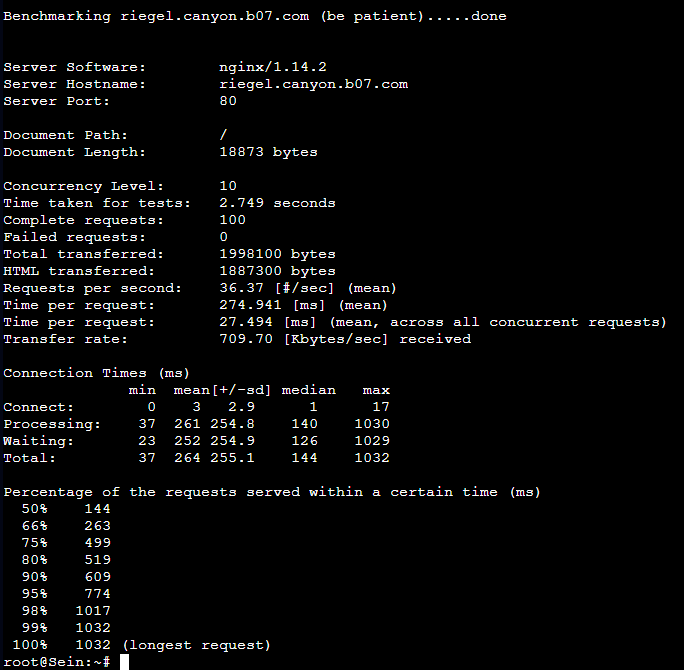 Benchmarking riegel.canyon.b07.com (be patient).....done
Server Software:        nginx/1.14.2
Server Hostname:        riegel.canyon.b07.com
Server Port:            80
Document Path:          /
Document Length:        18873 bytes
Concurrency Level:      10
Time taken for tests:   2.749 seconds
Complete requests:      100
Failed requests:        0
Total transferred:      1998100 bytes
HTML transferred:       1887300 bytes
Requests per second:    36.37 [#/sec] (mean)
Time per request:       274.941 [ms] (mean)
Time per request:       27.494 [ms] (mean, across all concurrent requests)
Transfer rate:          709.70 [Kbytes/sec] received
Connection Times (ms)
              min  mean[+/-sd] median   max
Connect:        0    3   2.9      1      17
Processing:    37  261 254.8    140    1030
Waiting:       23  252 254.9    126    1029
Total:         37  264 255.1    144    1032
Percentage of the requests served within a certain time (ms)
  50%    144
  66%    263
  75%    499
  80%    519
  90%    609
  95%    774
  98%   1017
  99%   1032
 100%   1032 (longest request)
root@Sein:~#